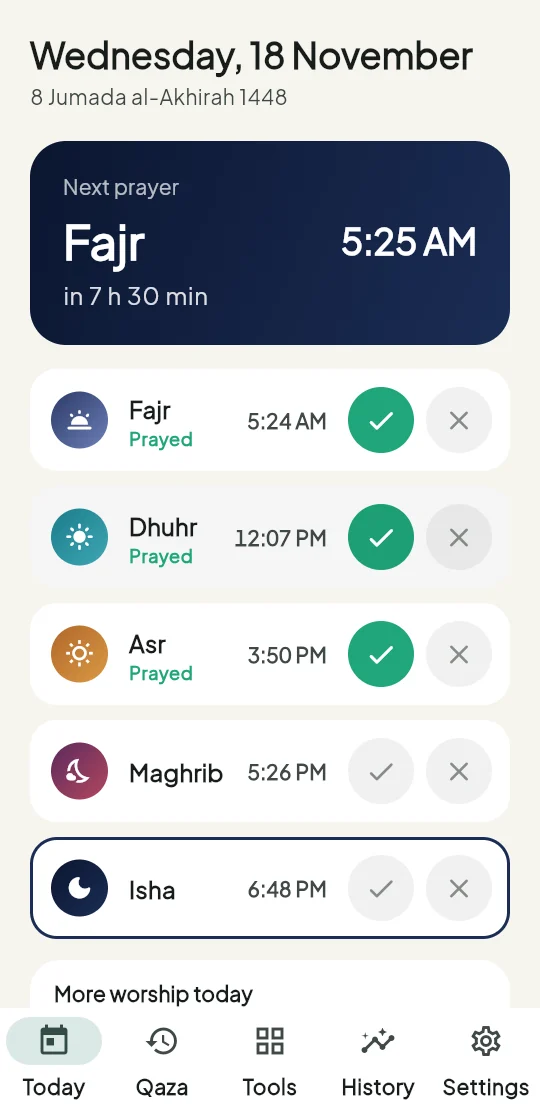 Wednesday, 18 November
8 Jumada al-Akhirah 1448
Next prayer
Fajr
5:25 AM
in 7 h 30 min
Fajr
Prayed
5:24 AM
Dhuhr
Prayed
12:07 PM
Asr
Prayed
3:50 PM
Maghrib
5:26 PM
Isha
6:48 PM
More worship today
Today
Qaza
Tools
History
Settings